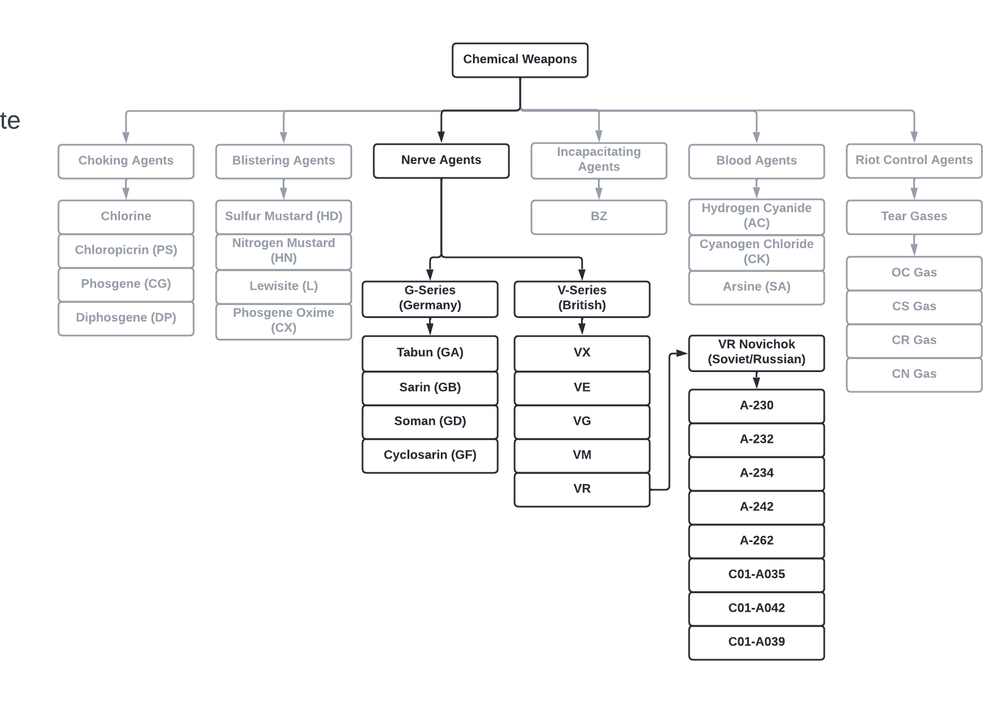 Chemical Weapons
te
Choking Agents
Blistering Agents
Nerve Agents
Incapacitating
Agents
Blood Agents
Riot Control Agents
Chlorine
Chloropicrin (PS)
Phosgene (CG)
Diphosgene (DP)
Sulfur Mustard (HD)
Nitrogen Mustard
(HN)
Lewisite (L)
Phosgene Oxime
(CX)
G-Series
(Germany)
Tabun (GA)
Sarin (GB)
Soman (GD)
Cyclosarin (GF)
V-Series
(British)
VX
VE
VG
VM
VR
BZ
Hydrogen Cyanide
(AC)
Cyanogen Chloride
(CK)
Arsine (SA)
VR Novichok
(Soviet/Russian)
A-230
A-232
A-234
A-242
A-262
C01-A035
C01-A042
C01-A039
Tear Gases
OC Gas
CS Gas
CR Gas
CN Gas